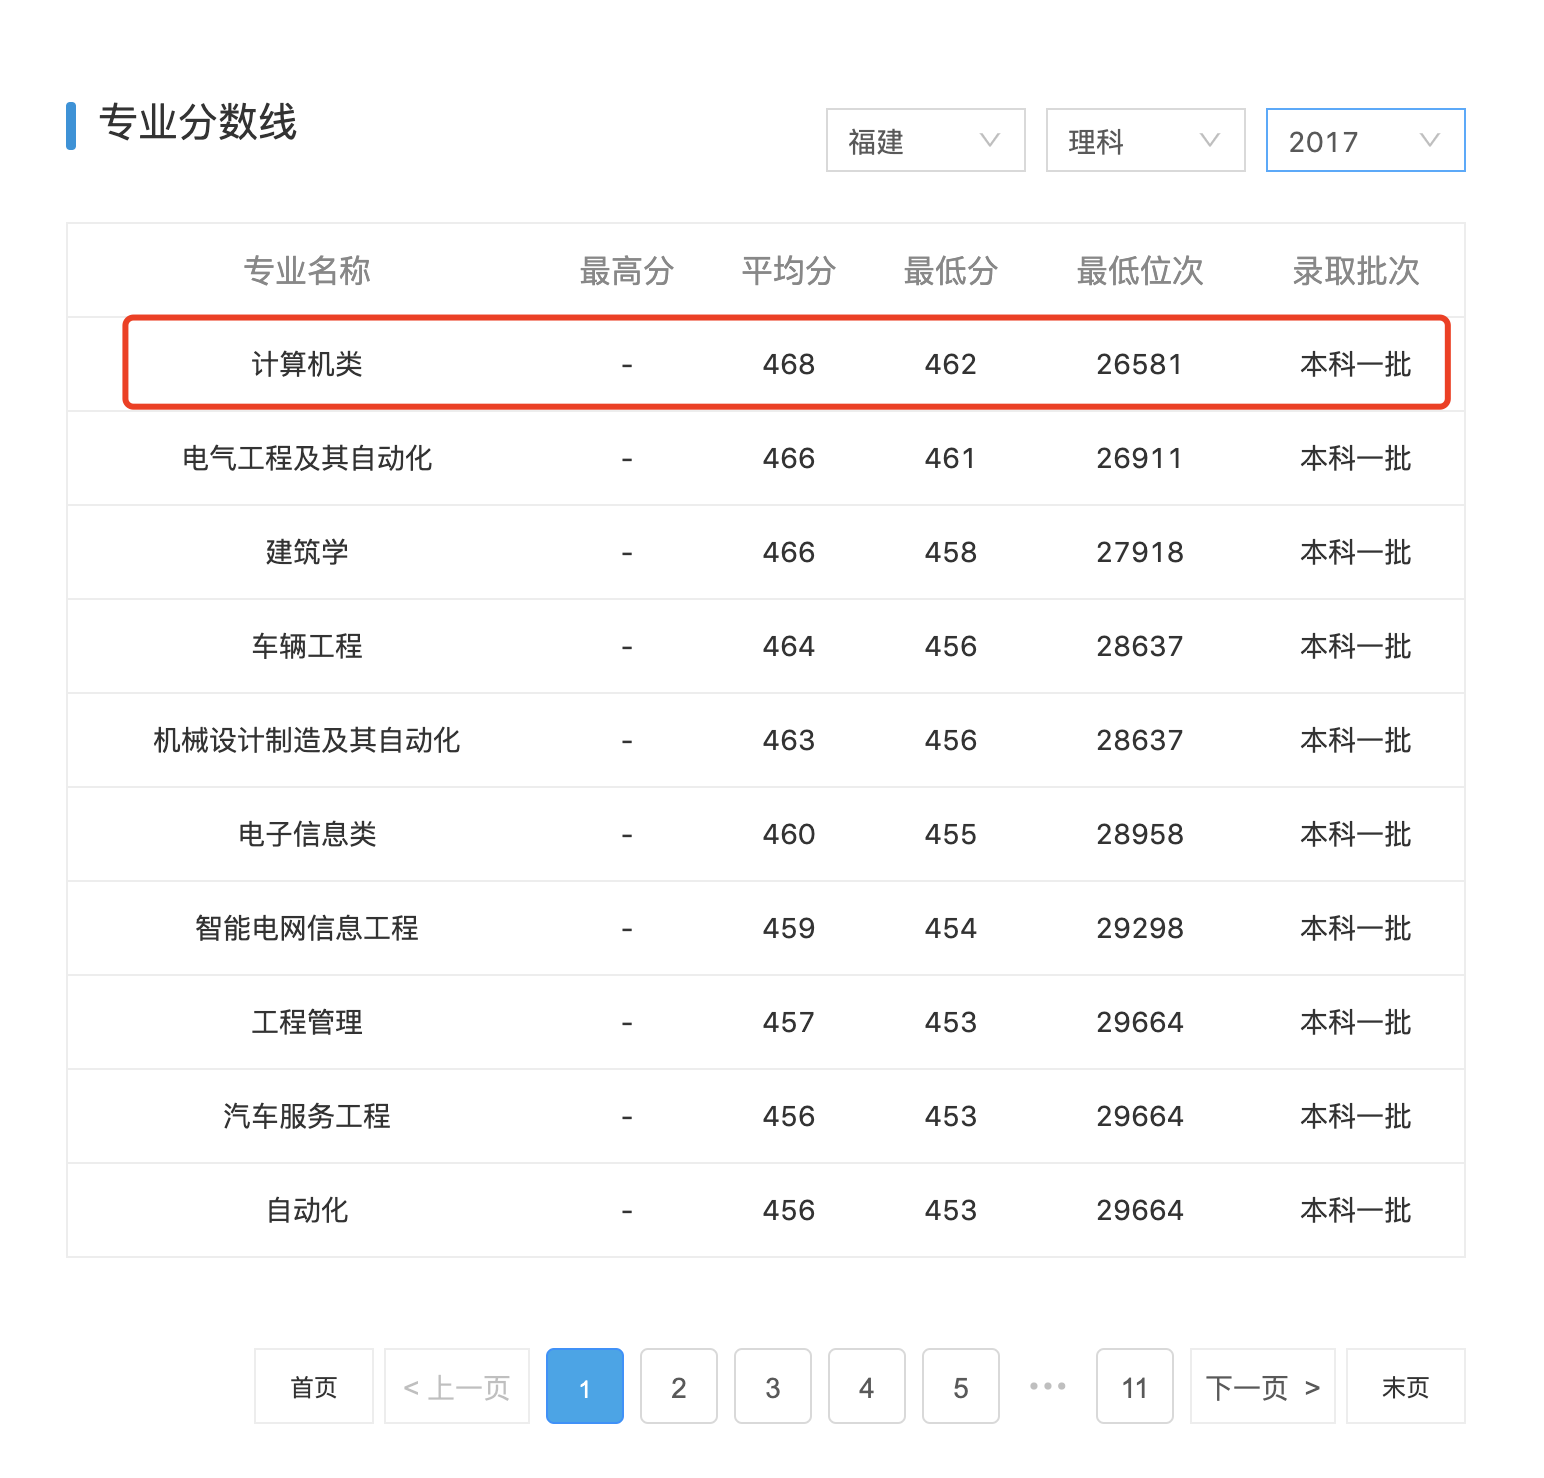 专业分数线
福建 理科 2017
专业名称 最高分 平均分 最低分 最低位次 录取批次
计算机类 - 468 462 26581 本科一批
电气工程及其自动化 - 466 461 26911 本科一批
建筑学 - 466 458 27918 本科一批
车辆工程 - 464 456 28637 本科一批
机械设计制造及其自动化 - 463 456 28637 本科一批
电子信息类 - 460 455 28958 本科一批
智能电网信息工程 - 459 454 29298 本科一批
工程管理 - 457 453 29664 本科一批
汽车服务工程 - 456 453 29664 本科一批
自动化 - 456 453 29664 本科一批
首页 < 上一页 1 2 3 4 5 ••• 11 下一页 > 末页